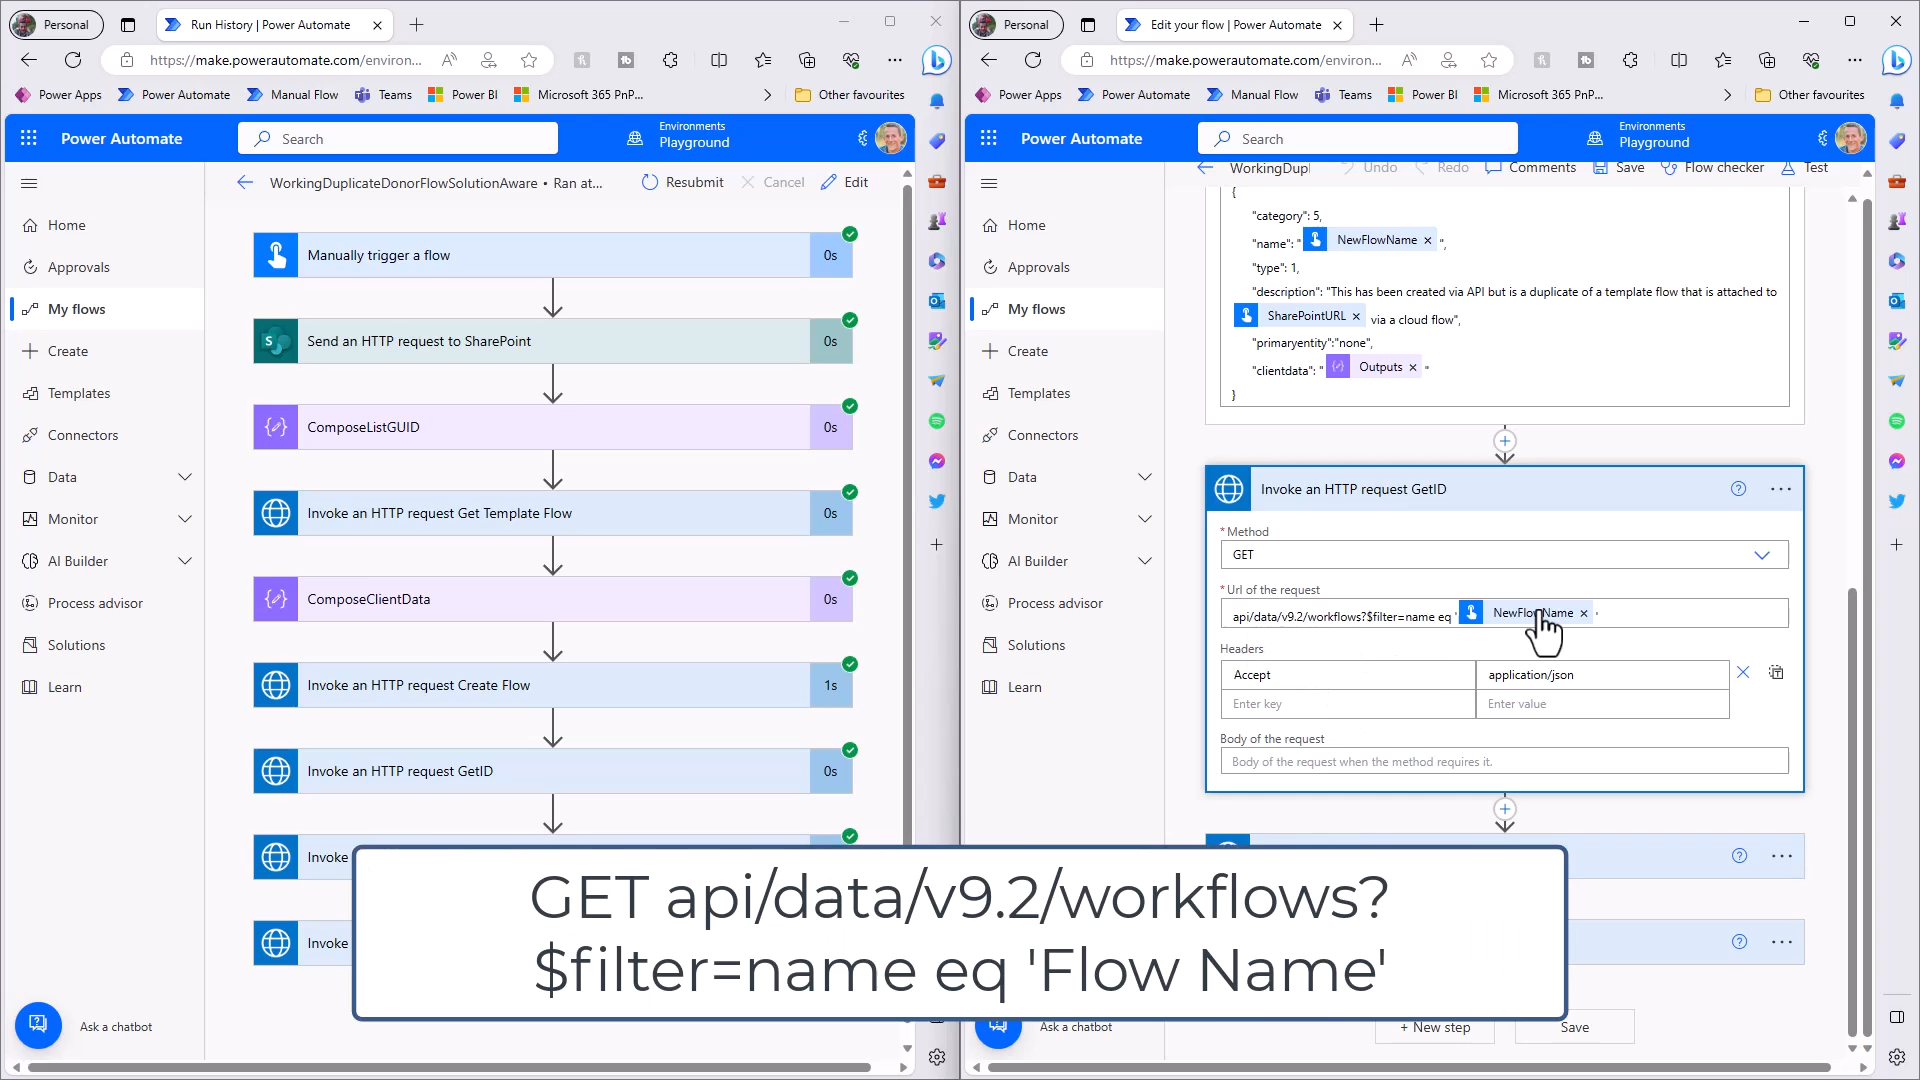 Personal
Run History | Power Automate
https://make.powerautomate.com/environ...
Power Apps
Power Automate
Manual Flow
Teams
Power BI
Microsoft 365 PnP...
Other favourites
Power Automate
Search
Environments
Playground
WorkingDuplicateDonorFlowSolutionAware • Ran at...
Resubmit
Cancel
Edit
Home
Approvals
My flows
Create
Templates
Connectors
Data
Monitor
AI Builder
Process advisor
Solutions
Learn
Ask a chatbot
Manually trigger a flow
0s
Send an HTTP request to SharePoint
0s
ComposeListGUID
0s
Invoke an HTTP request Get Template Flow
0s
ComposeClientData
0s
Invoke an HTTP request Create Flow
1s
Invoke an HTTP request GetID
0s
Invoke
Invoke
Personal
Edit your flow | Power Automate
https://make.powerautomate.com/environ...
Power Apps
Power Automate
Manual Flow
Teams
Power BI
Microsoft 365 PnP...
Other favourites
Power Automate
Search
Environments
Playground
WorkingDupl
Undo
Redo
Comments
Save
Flow checker
Test
Home
Approvals
My flows
Create
Templates
Connectors
Data
Monitor
AI Builder
Process advisor
Solutions
Learn
Ask a chatbot
{
"category": 5,
"name": " NewFlowName × ",
"type": 1,
"description": "This has been created via API but is a duplicate of a template flow that is attached to
SharePointURL × via a cloud flow",
"primaryentity":"none",
"clientdata": " Outputs × "
}
Invoke an HTTP request GetID
* Method
GET
* Url of the request
api/data/v9.2/workflows?$filter=name eq ' NewFlowName × '
Headers
Accept
application/json
Enter key
Enter value
Body of the request
Body of the request when the method requires it.
+ New step
Save
GET api/data/v9.2/workflows?
$filter=name eq 'Flow Name'